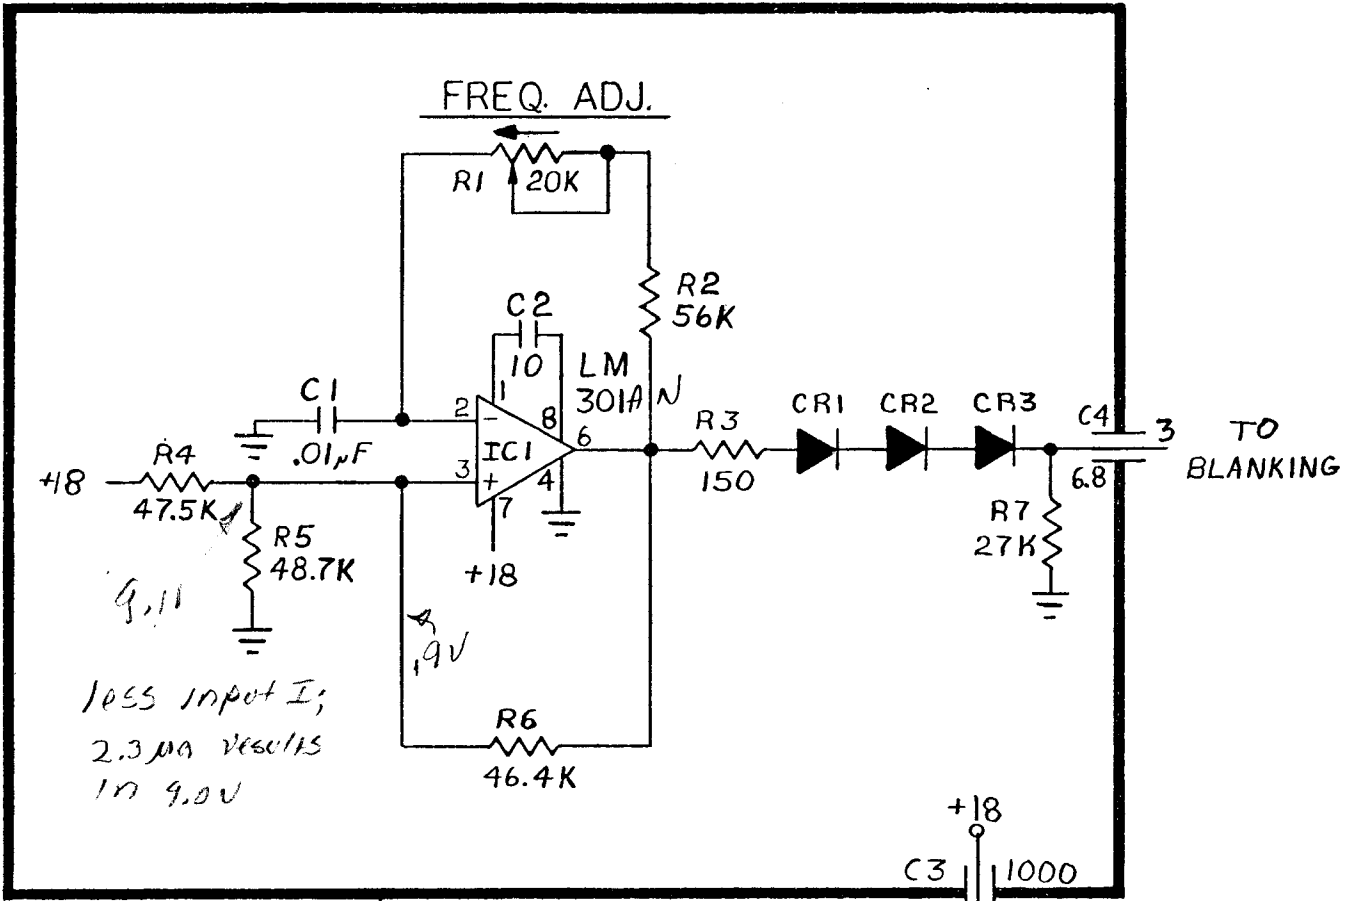 FREQ. ADJ.
R1
20K
R2
56K
C2
10
LM
301A N
C1
.01µF
1
2
-
8
6
IC1
3
+
4
7
+18
R3
150
CR1
CR2
CR3
C4
3
6.8
TO
BLANKING
R4
+18
47.5K
R5
48.7K
R7
27K
9.11
.9V
less input I;
2.3 µa results
in 9.0V
R6
46.4K
+18
C3
1000